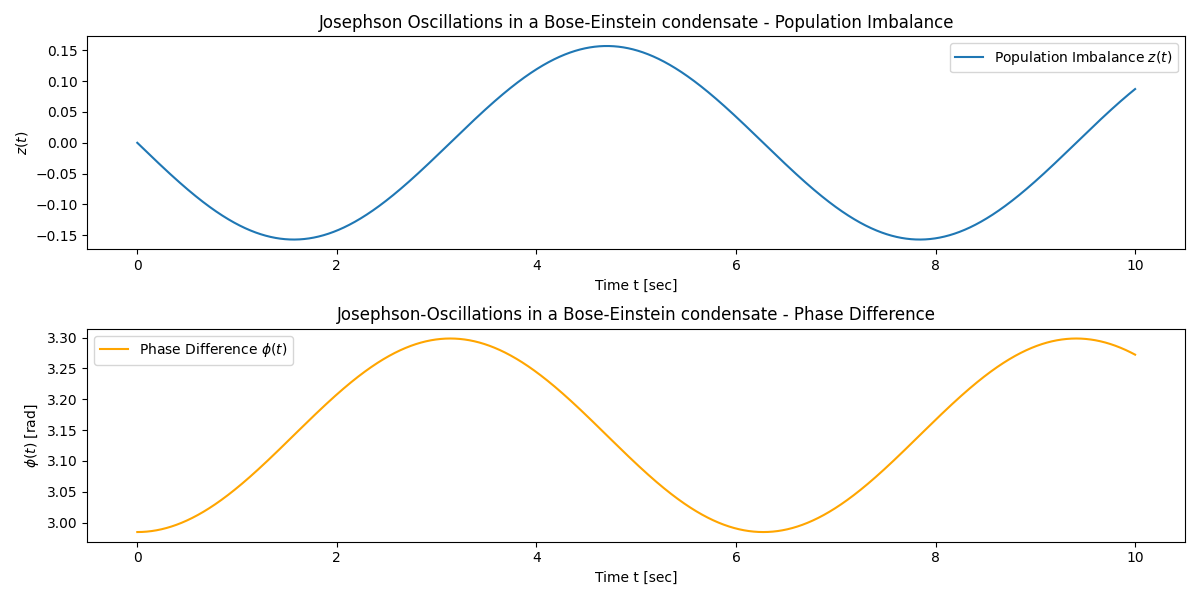 Josephson Oscillations in a Bose-Einstein condensate - Population Imbalance
Population Imbalance z(t)
z(t)
0.15
0.10
0.05
0.00
−0.05
−0.10
−0.15
0 2 4 6 8 10
Time t [sec]
Josephson-Oscillations in a Bose-Einstein condensate - Phase Difference
Phase Difference ϕ(t)
ϕ(t) [rad]
3.30
3.25
3.20
3.15
3.10
3.05
3.00
0 2 4 6 8 10
Time t [sec]